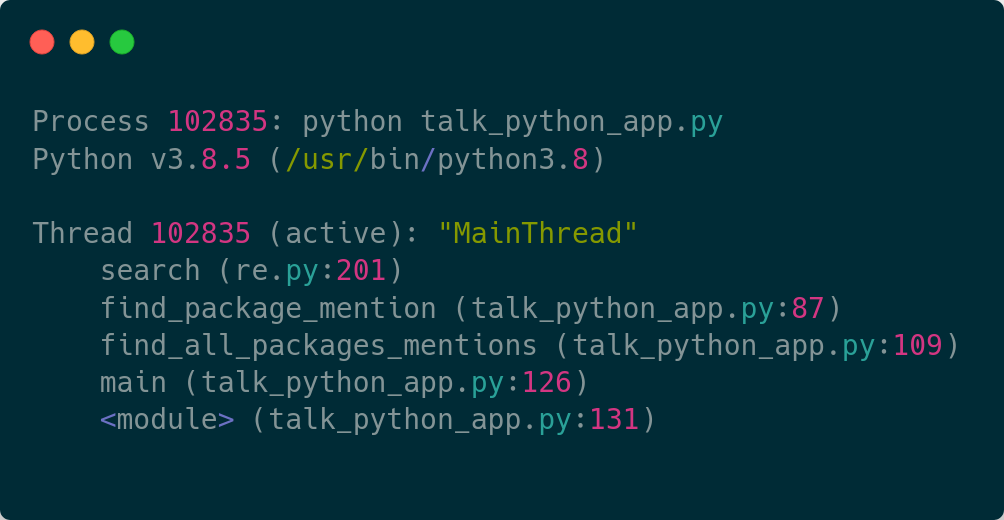 Process 102835: python talk_python_app.py
Python v3.8.5 (/usr/bin/python3.8)

Thread 102835 (active): "MainThread"
    search (re.py:201)
    find_package_mention (talk_python_app.py:87)
    find_all_packages_mentions (talk_python_app.py:109)
    main (talk_python_app.py:126)
    <module> (talk_python_app.py:131)